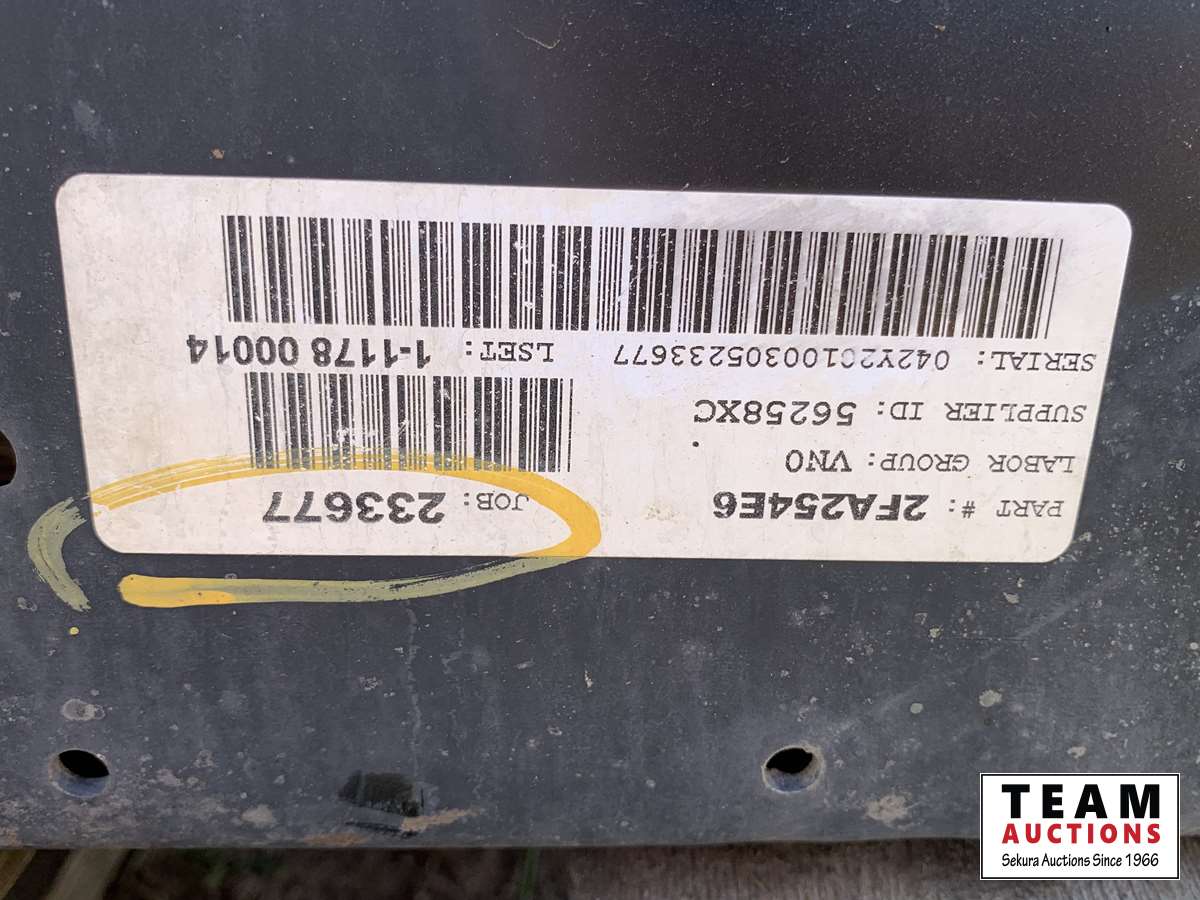 PART #: 2FA254E6 JOB: 233677
LABOR GROUP: VN0
SUPPLIER ID: 56258XC
SERIAL: 042Y20100305233677 LSET: 1-1178 00014
TEAM
AUCTIONS
Sekura Auctions Since 1966